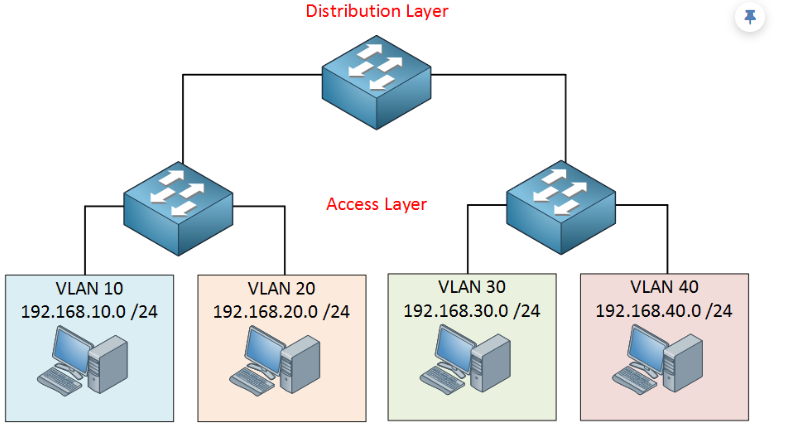 Distribution Layer
Access Layer
VLAN 10
192.168.10.0 /24
VLAN 20
192.168.20.0 /24
VLAN 30
192.168.30.0 /24
VLAN 40
192.168.40.0 /24